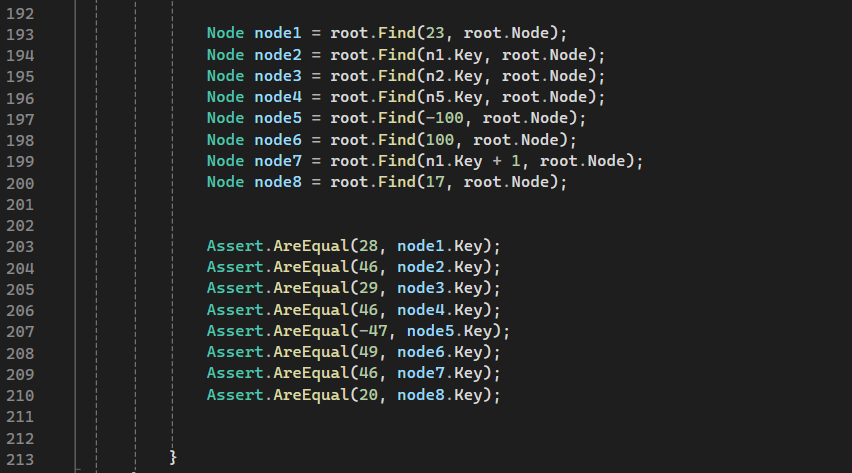 192
193 Node node1 = root.Find(23, root.Node);
194 Node node2 = root.Find(n1.Key, root.Node);
195 Node node3 = root.Find(n2.Key, root.Node);
196 Node node4 = root.Find(n5.Key, root.Node);
197 Node node5 = root.Find(-100, root.Node);
198 Node node6 = root.Find(100, root.Node);
199 Node node7 = root.Find(n1.Key + 1, root.Node);
200 Node node8 = root.Find(17, root.Node);
201
202
203 Assert.AreEqual(28, node1.Key);
204 Assert.AreEqual(46, node2.Key);
205 Assert.AreEqual(29, node3.Key);
206 Assert.AreEqual(46, node4.Key);
207 Assert.AreEqual(-47, node5.Key);
208 Assert.AreEqual(49, node6.Key);
209 Assert.AreEqual(46, node7.Key);
210 Assert.AreEqual(20, node8.Key);
211
212
213 }